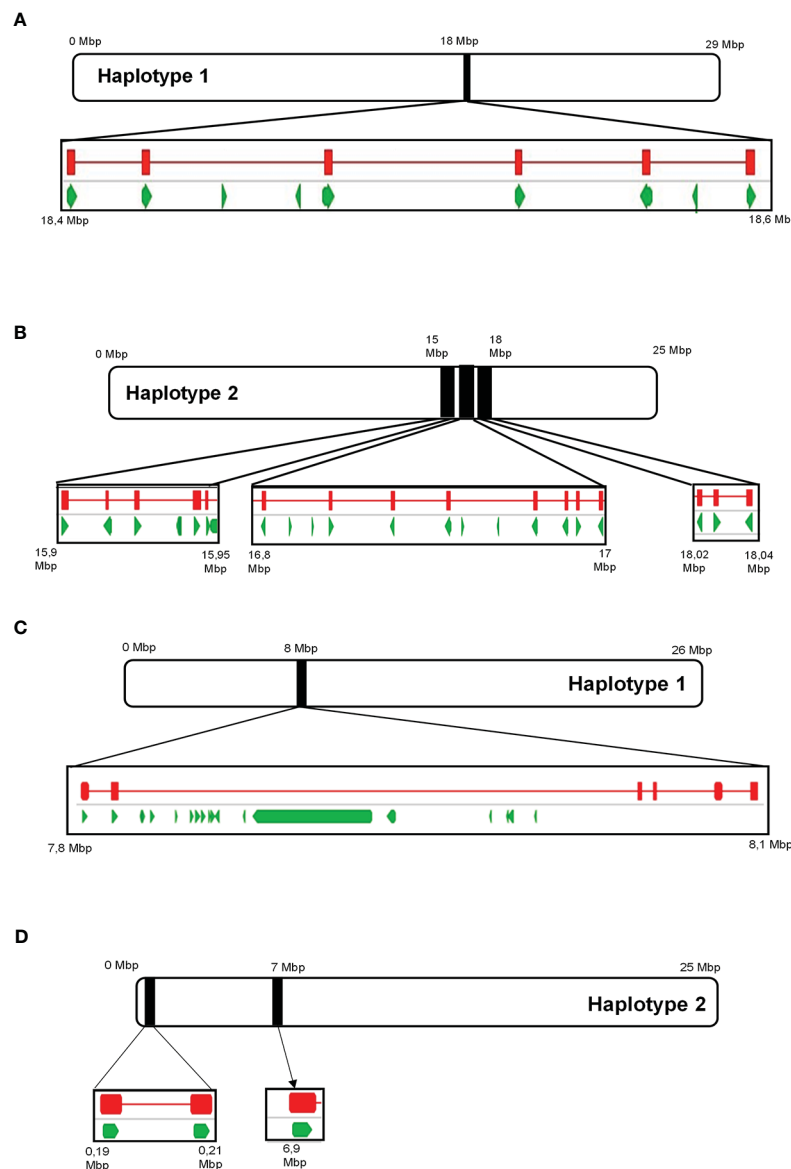 A
0 Mbp
18 Mbp
29 Mbp
Haplotype 1
18,4 Mbp
18,6 Mb
B
0 Mbp
15
Mbp
18
Mbp
25 Mbp
Haplotype 2
15,9
Mbp
15,95
Mbp
16,8
Mbp
17
Mbp
18,02
Mbp
18,04
Mbp
C
0 Mbp
8 Mbp
26 Mbp
Haplotype 1
7,8 Mbp
8,1 Mbp
D
0 Mbp
7 Mbp
25 Mbp
Haplotype 2
0,19
Mbp
0,21
Mbp
6,9
Mbp